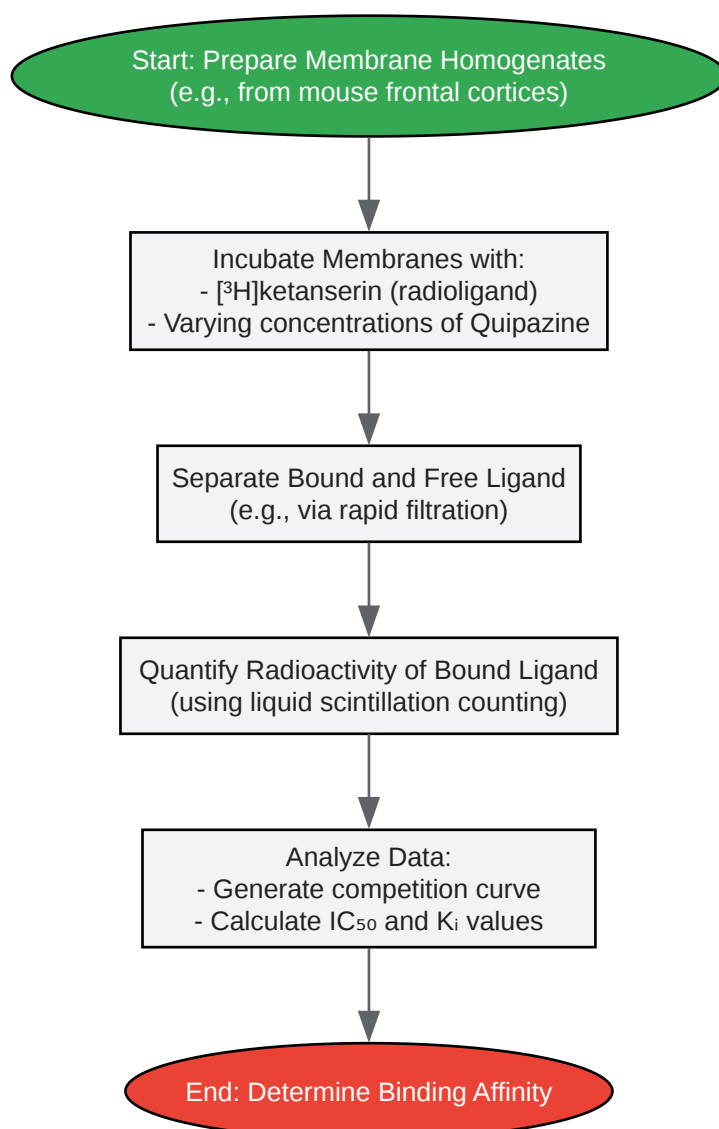 Start: Prepare Membrane Homogenates
(e.g., from mouse frontal cortices)
Incubate Membranes with:
- [³H]ketanserin (radioligand)
- Varying concentrations of Quipazine
Separate Bound and Free Ligand
(e.g., via rapid filtration)
Quantify Radioactivity of Bound Ligand
(using liquid scintillation counting)
Analyze Data:
- Generate competition curve
- Calculate IC₅₀ and Kᵢ values
End: Determine Binding Affinity